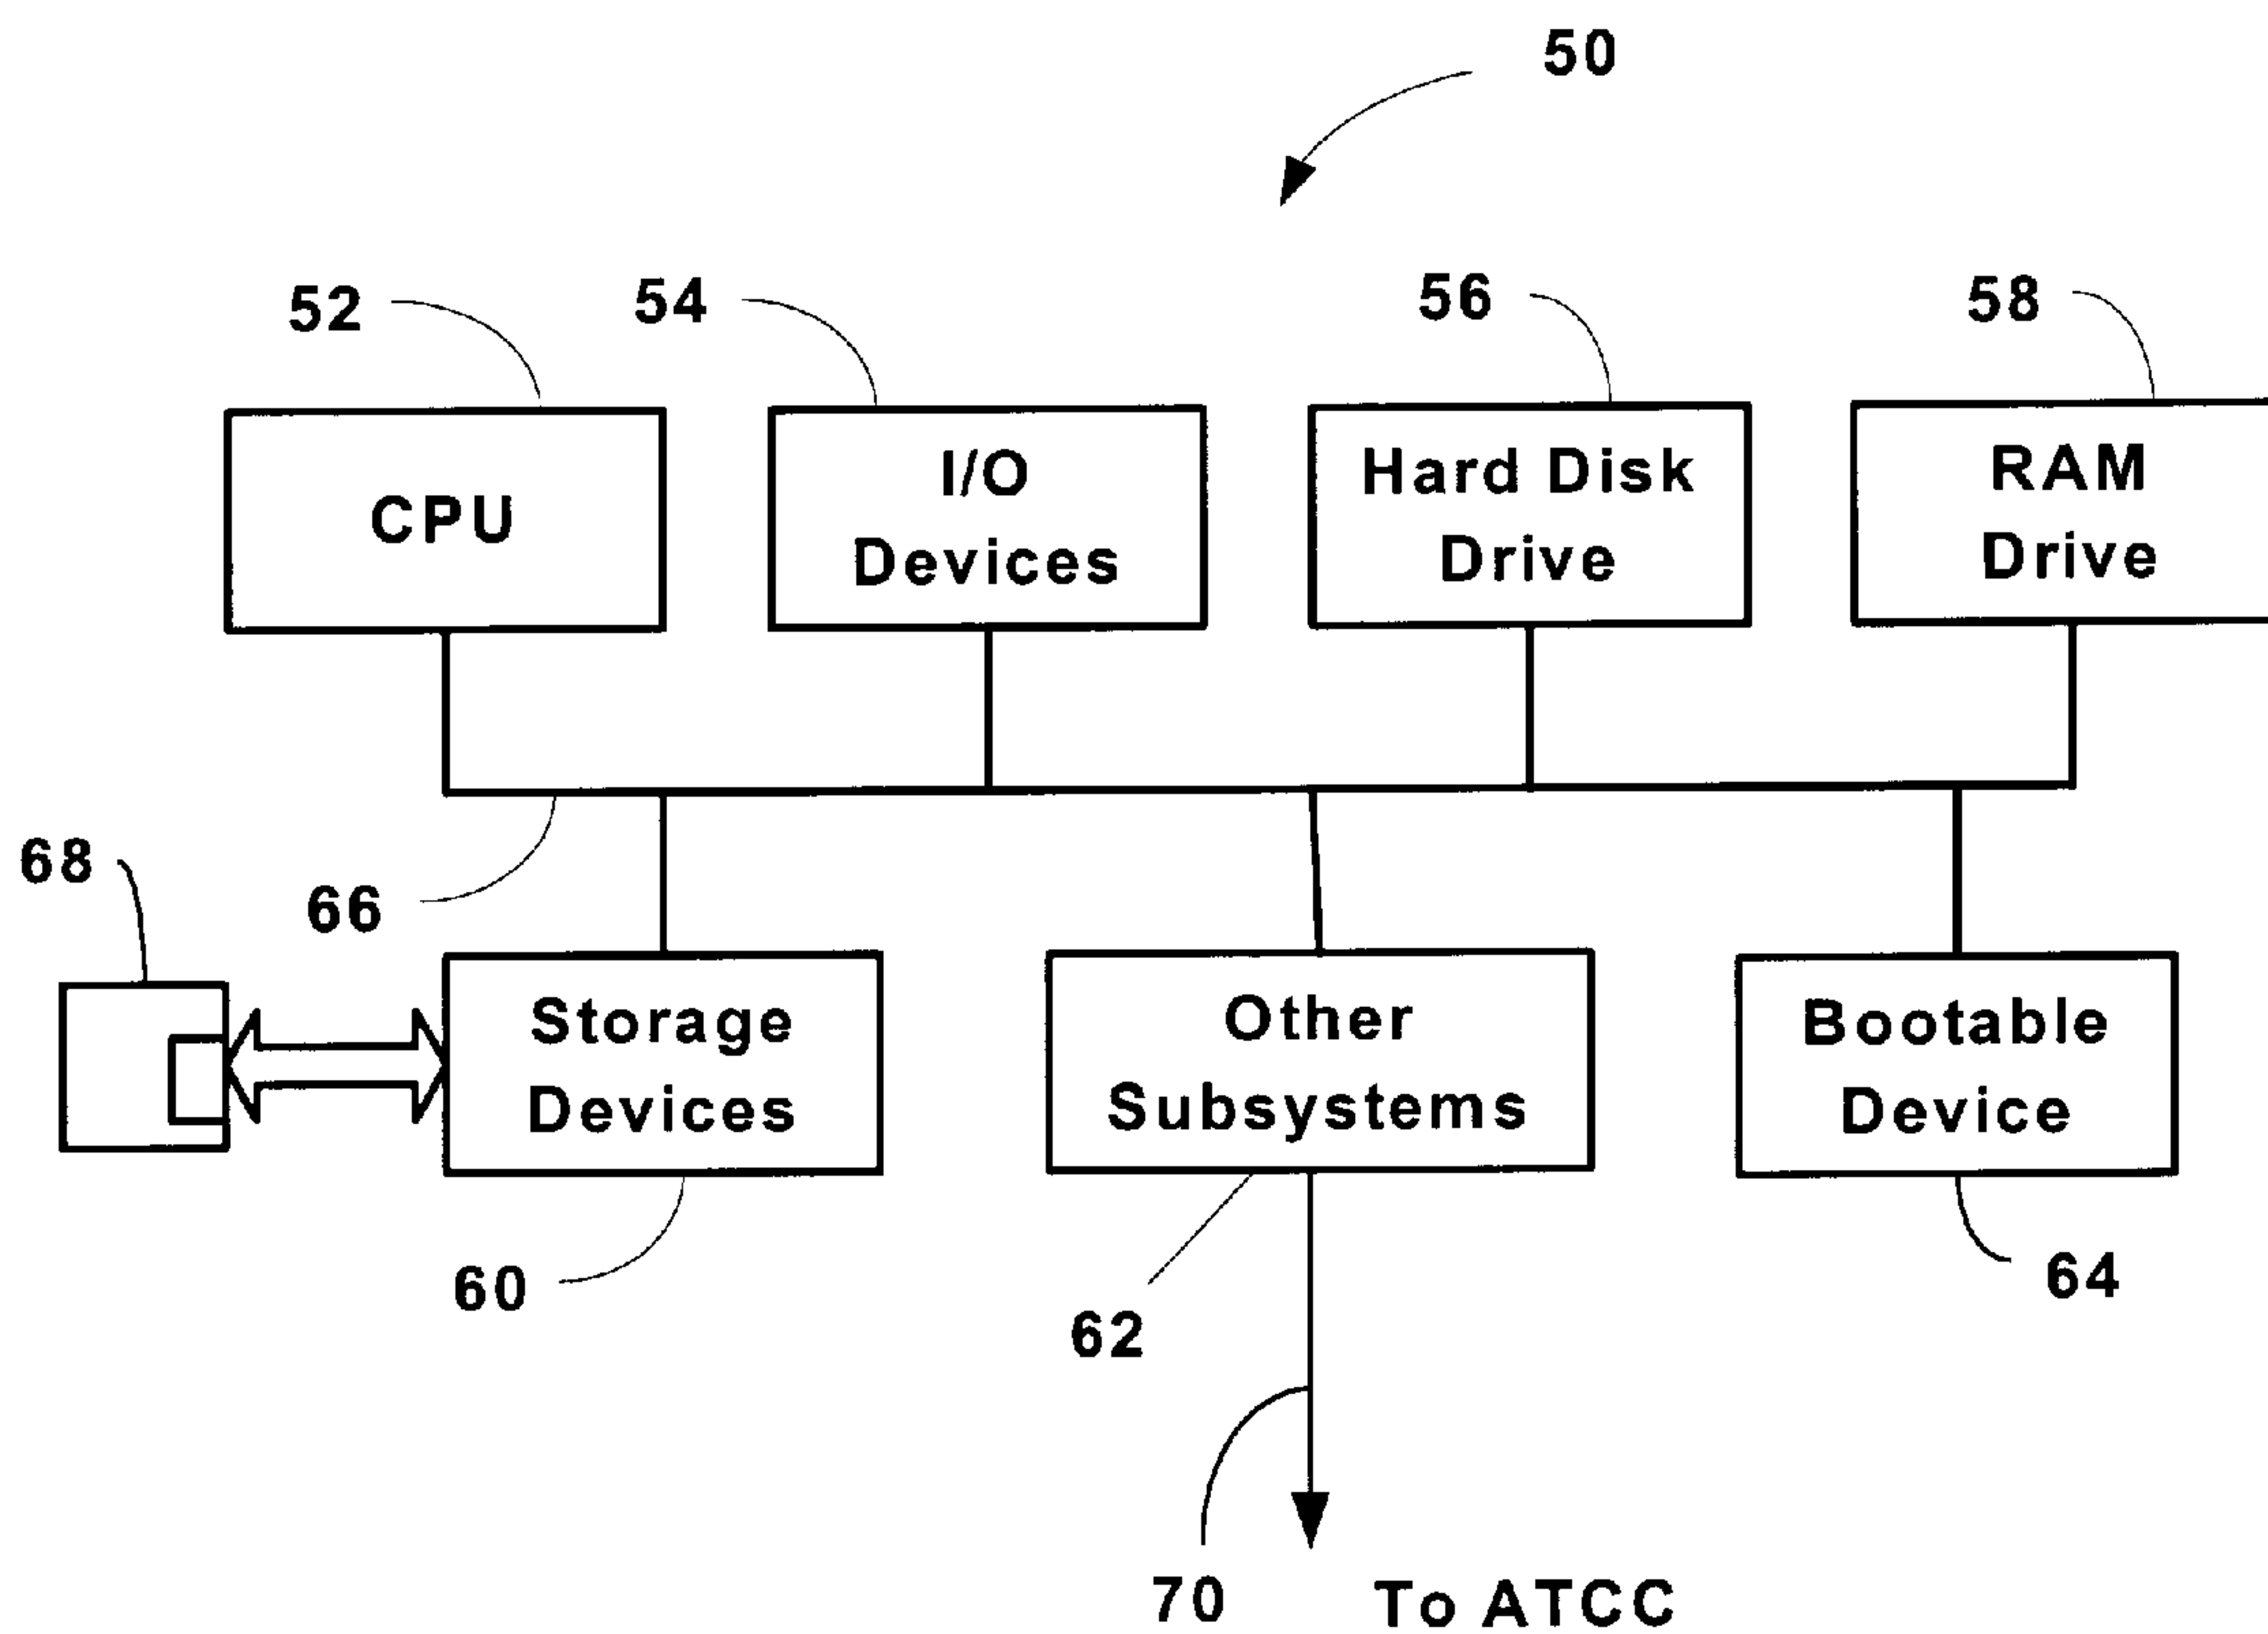 50
52
54
56
58
CPU
I/O
Devices
Hard Disk
Drive
RAM
Drive
68
66
Storage
Devices
Other
Subsystems
Bootable
Device
60
62
64
70
To ATCC